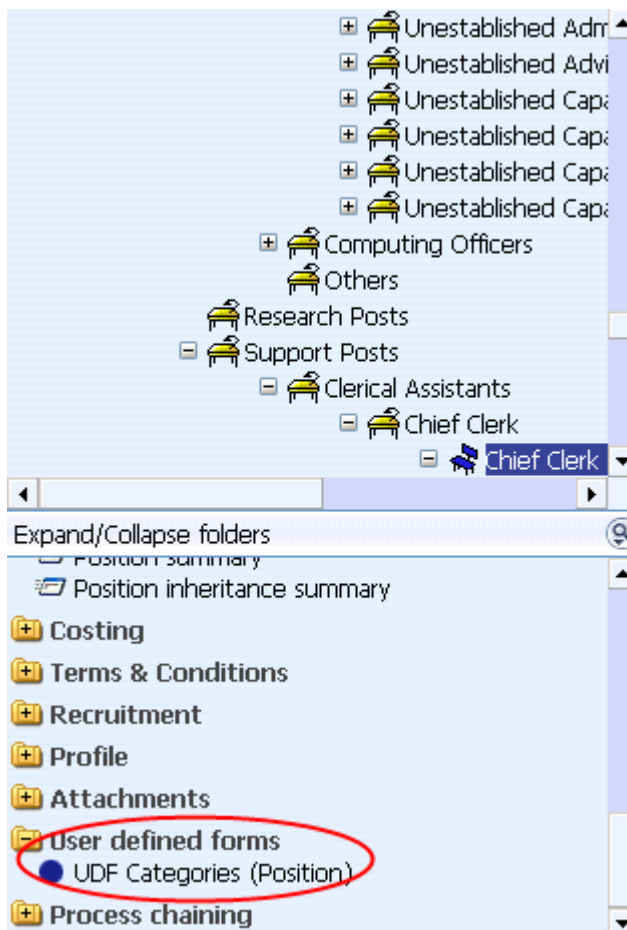 Unestablished Adm
Unestablished Advi
Unestablished Capa
Unestablished Capa
Unestablished Capa
Unestablished Capa
Computing Officers
Others
Research Posts
Support Posts
Clerical Assistants
Chief Clerk
Chief Clerk
Expand/Collapse folders
Position summary
Position inheritance summary
Costing
Terms & Conditions
Recruitment
Profile
Attachments
User defined forms
UDF Categories (Position)
Process chaining